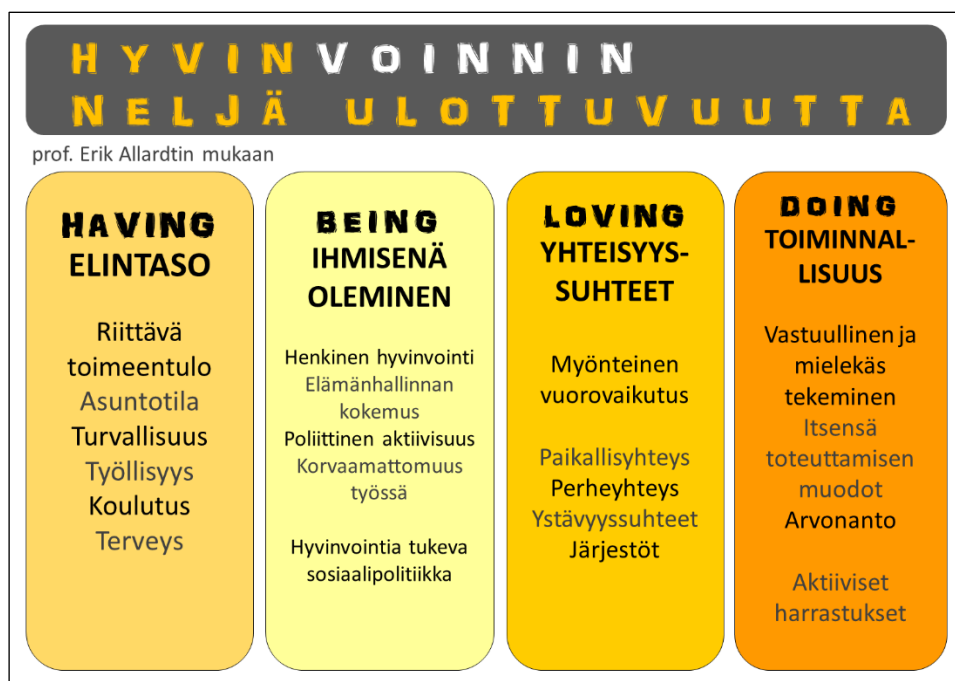 HYVINVOINNIN
NELJÄ ULOTTUVUUTTA
prof. Erik Allardtin mukaan
HAVING
ELINTASO
Riittävä
toimeentulo
Asuntotila
Turvallisuus
Työllisyys
Koulutus
Terveys
BEING
IHMISENÄ
OLEMINEN
Henkinen hyvinvointi
Elämänhallinnan
kokemus
Poliittinen aktiivisuus
Korvaamattomuus
työssä
Hyvinvointia tukeva
sosiaalipolitiikka
LOVING
YHTEISYYS-
SUHTEET
Myönteinen
vuorovaikutus
Paikallisyhteys
Perheyhteys
Ystävyyssuhteet
Järjestöt
DOING
TOIMINNAL-
LISUUS
Vastuullinen ja
mielekäs
tekeminen
Itsensä
toteuttamisen
muodot
Arvonanto
Aktiiviset
harrastukset